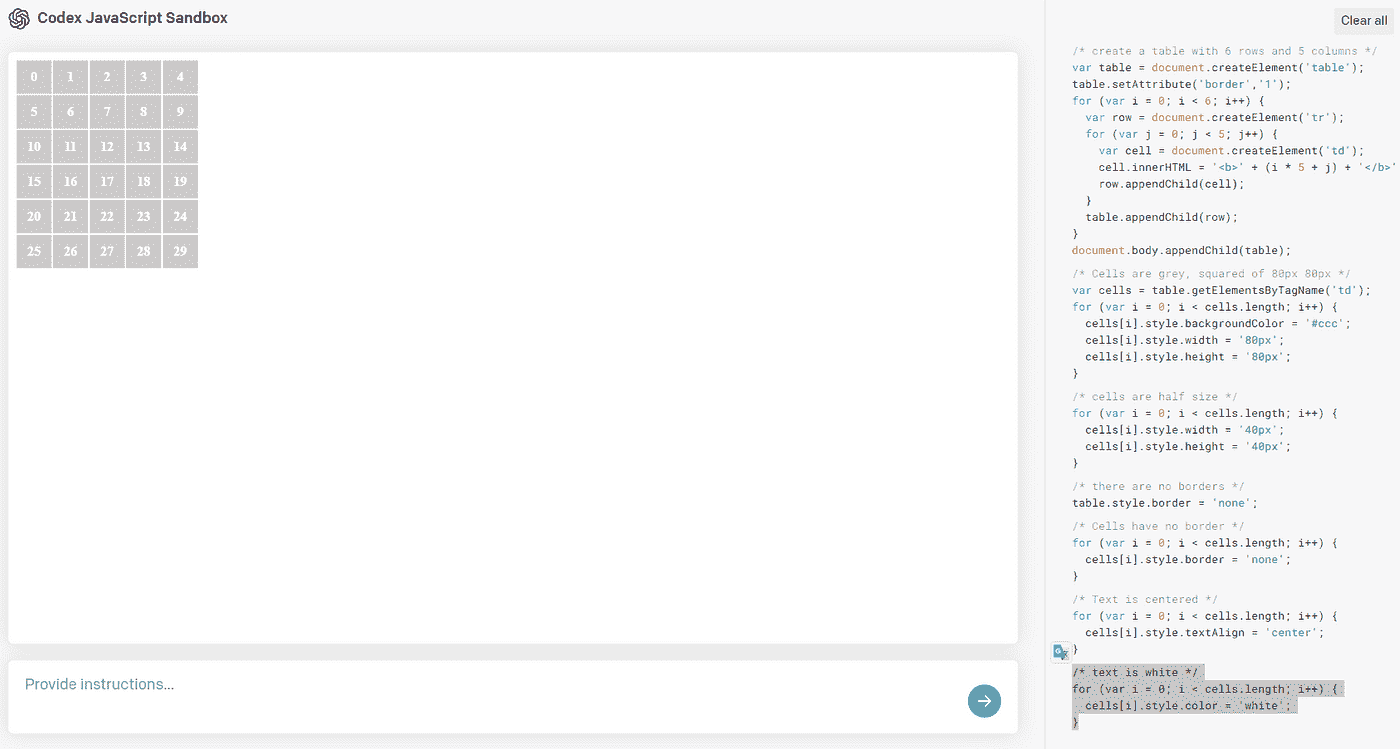 Codex JavaScript Sandbox
Clear all
0 1 2 3 4
5 6 7 8 9
10 11 12 13 14
15 16 17 18 19
20 21 22 23 24
25 26 27 28 29
Provide instructions...
/* create a table with 6 rows and 5 columns */
var table = document.createElement('table');
table.setAttribute('border','1');
for (var i = 0; i < 6; i++) {
  var row = document.createElement('tr');
  for (var j = 0; j < 5; j++) {
    var cell = document.createElement('td');
    cell.innerHTML = '<b>' + (i * 5 + j) + '</b>'
    row.appendChild(cell);
  }
  table.appendChild(row);
}
document.body.appendChild(table);
/* Cells are grey, squared of 80px 80px */
var cells = table.getElementsByTagName('td');
for (var i = 0; i < cells.length; i++) {
  cells[i].style.backgroundColor = '#ccc';
  cells[i].style.width = '80px';
  cells[i].style.height = '80px';
}
/* cells are half size */
for (var i = 0; i < cells.length; i++) {
  cells[i].style.width = '40px';
  cells[i].style.height = '40px';
}
/* there are no borders */
table.style.border = 'none';
/* Cells have no border */
for (var i = 0; i < cells.length; i++) {
  cells[i].style.border = 'none';
}
/* Text is centered */
for (var i = 0; i < cells.length; i++) {
  cells[i].style.textAlign = 'center';
}
/* text is white */
for (var i = 0; i < cells.length; i++) {
  cells[i].style.color = 'white';
}